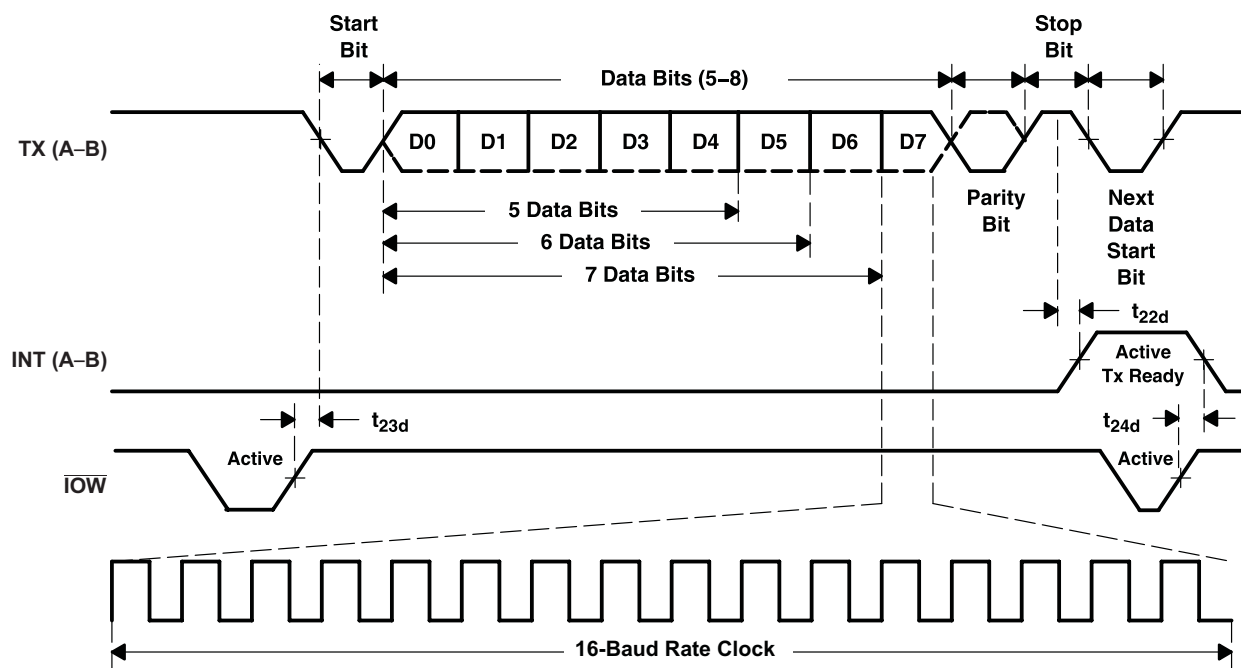 Start
Bit
Data Bits (5–8)
Stop
Bit
TX (A–B)
D0 D1 D2 D3 D4 D5 D6 D7
Parity
Bit
Next
Data
Start
Bit
5 Data Bits
6 Data Bits
7 Data Bits
t22d
INT (A–B)
Active
Tx Ready
t23d
t24d
IOW
Active
Active
16-Baud Rate Clock